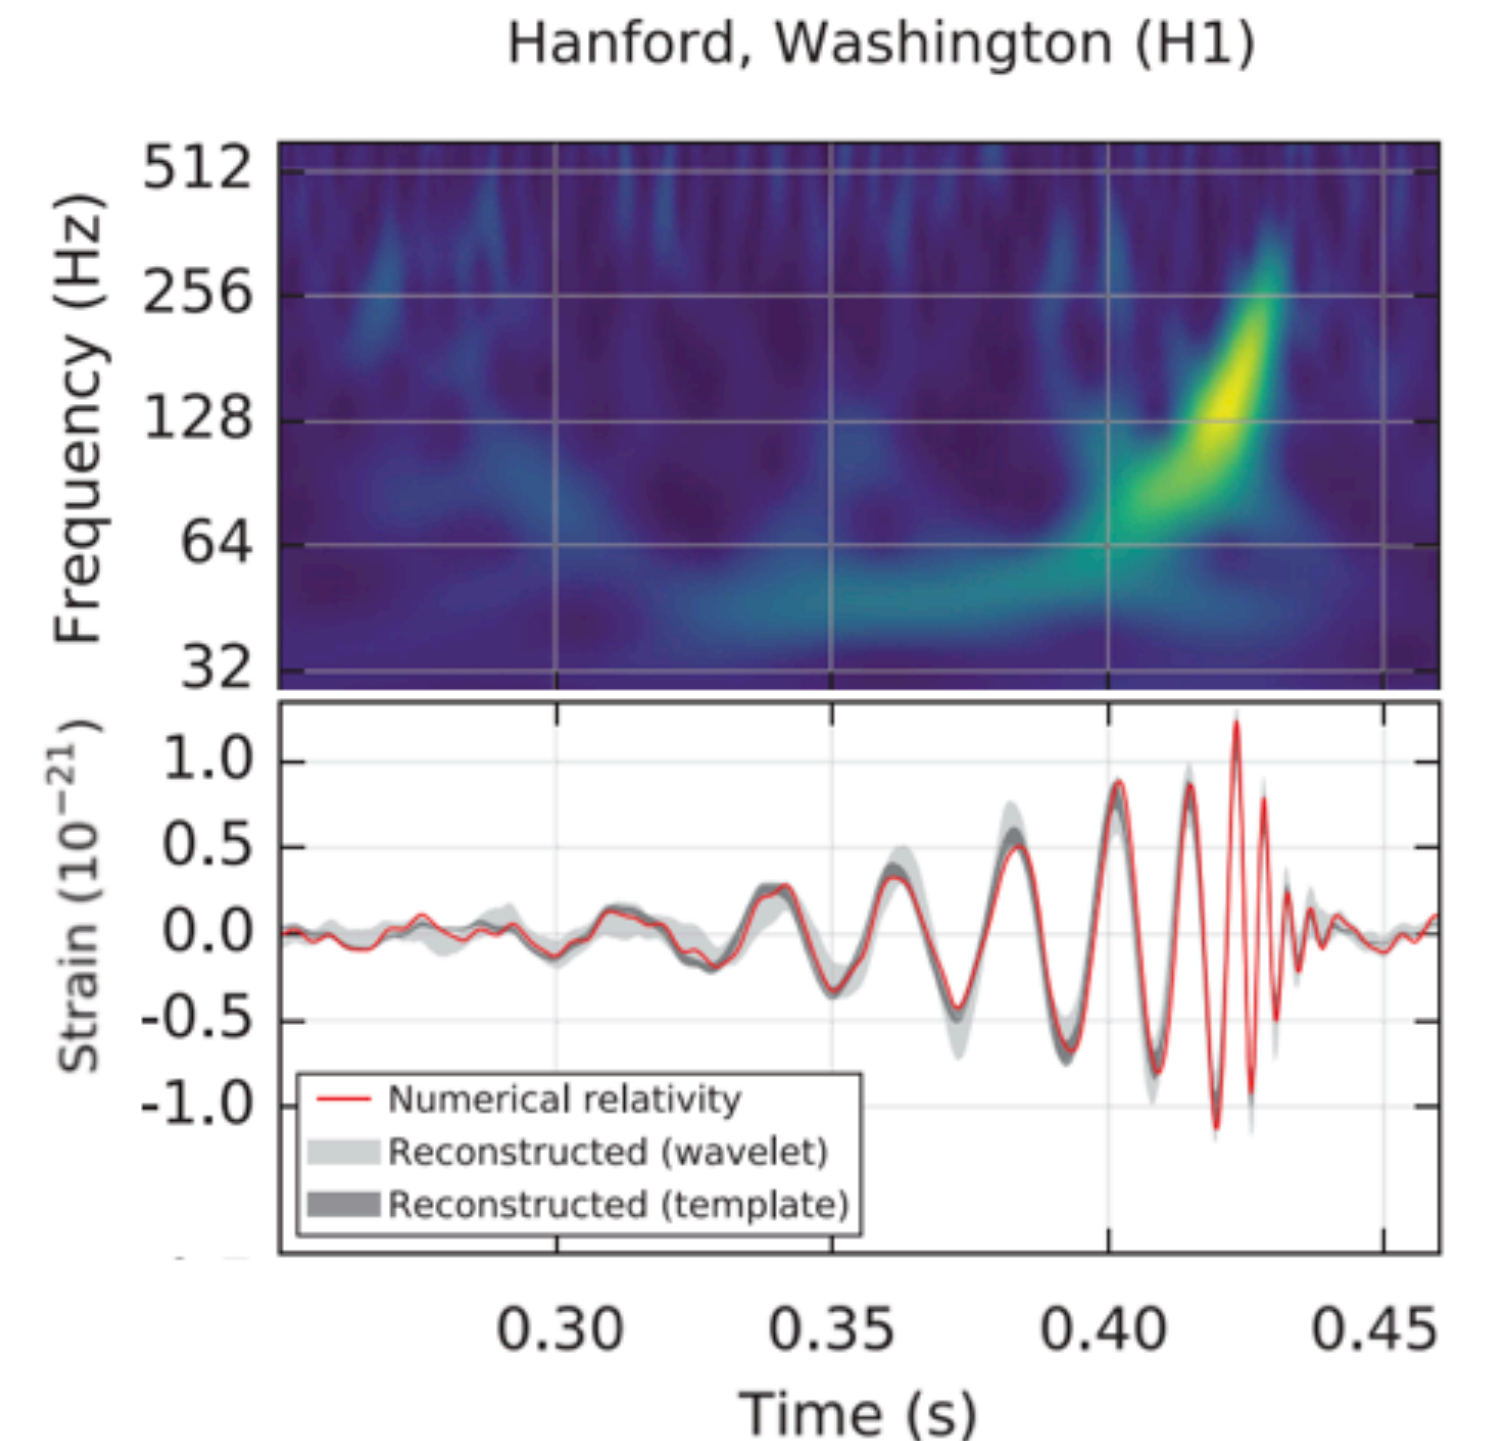 Hanford, Washington (H1)
Frequency (Hz)
512
256
128
64
32
Strain (10⁻²¹)
1.0
0.5
0.0
-0.5
-1.0
Numerical relativity
Reconstructed (wavelet)
Reconstructed (template)
0.30 0.35 0.40 0.45
Time (s)